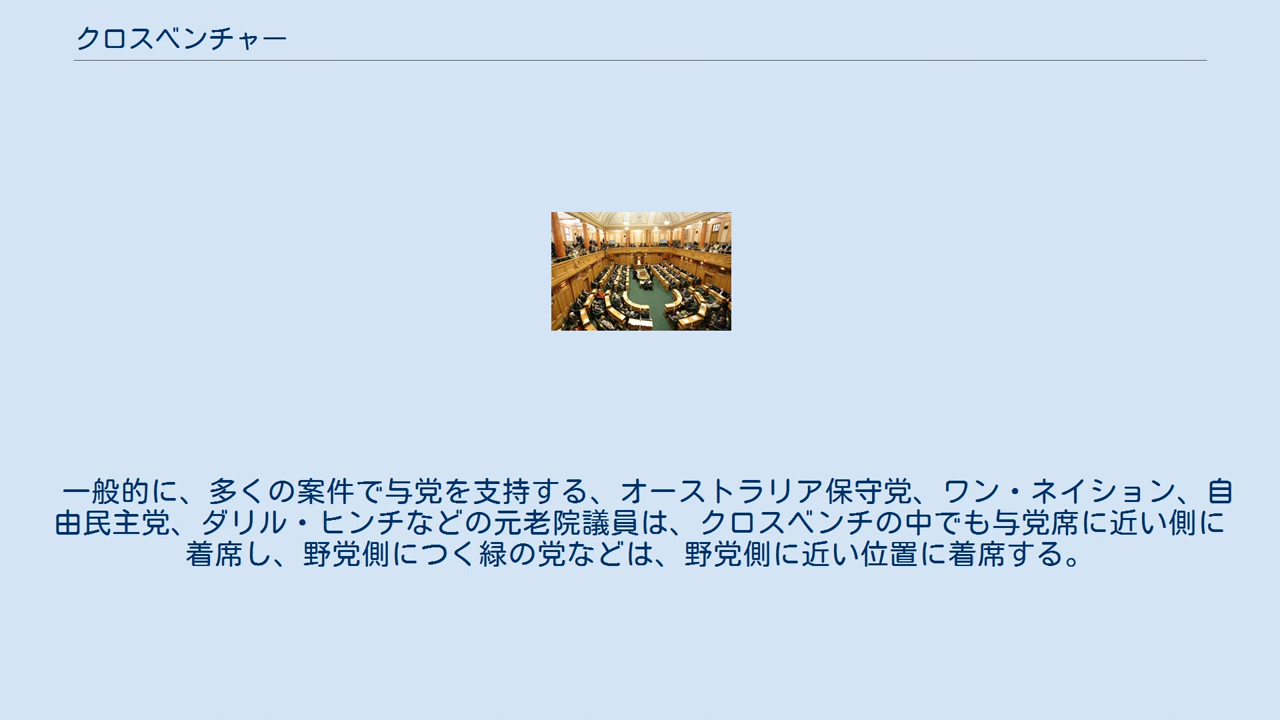 クロスベンチャー
一般的に、多くの案件で与党を支持する、オーストラリア保守党、ワン・ネイション、自
由民主党、ダリル・ヒンチなどの元老院議員は、クロスベンチの中でも与党席に近い側に
着席し、野党側につく緑の党などは、野党側に近い位置に着席する。